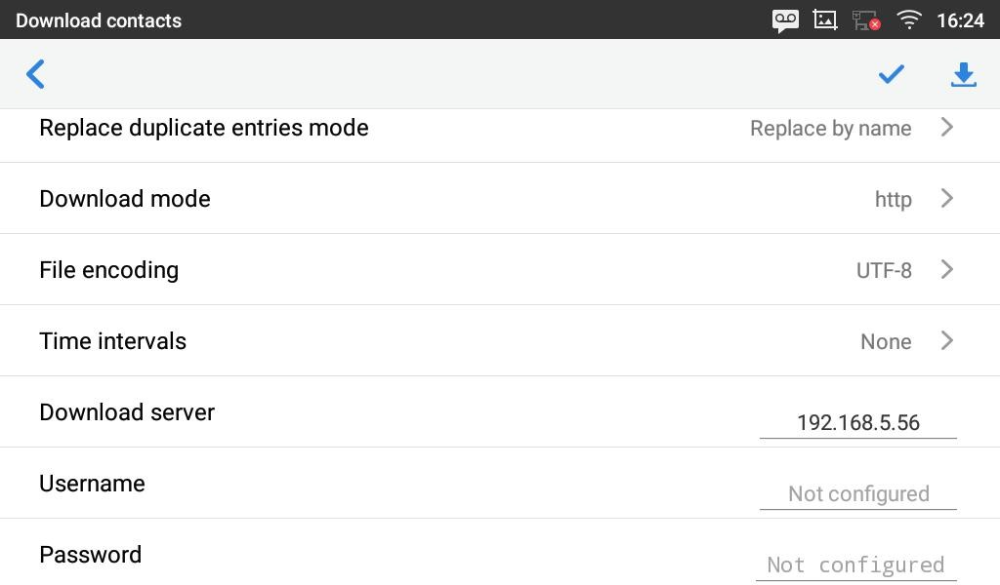 Download contacts 16:24
Replace duplicate entries mode Replace by name
Download mode http
File encoding UTF-8
Time intervals None
Download server 192.168.5.56
Username Not configured
Password Not configured